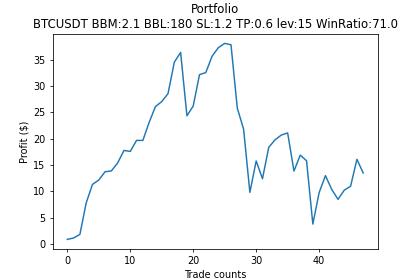 Portfolio
BTCUSDT BBM:2.1 BBL:180 SL:1.2 TP:0.6 lev:15 WinRatio:71.0
35
30
25
20
15
10
5
0
Profit ($)
0 10 20 30 40
Trade counts